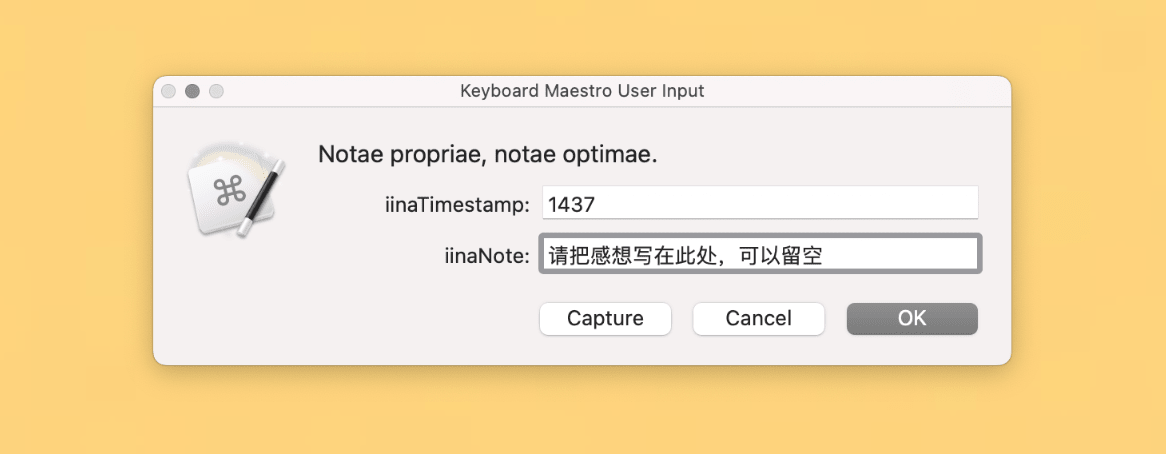 Keyboard Maestro User Input
Notae propriae, notae optimae.
iinaTimestamp: 1437
iinaNote: 请把感想写在此处，可以留空
Capture Cancel OK